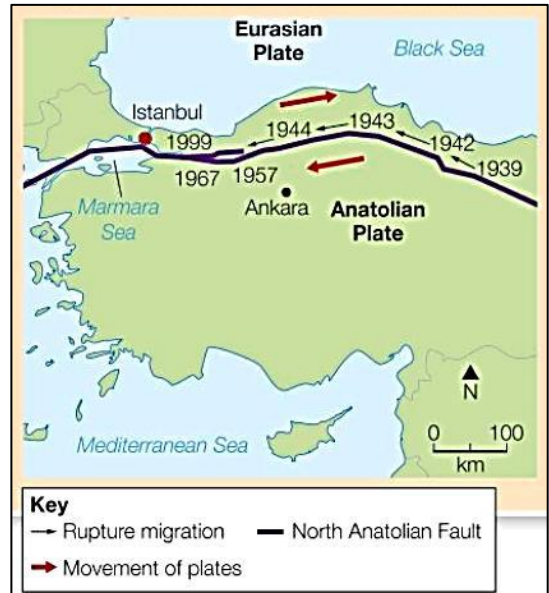 Eurasian
Plate
Black Sea
Istanbul
1999
1944
1943
1942
1939
1967
1957
Marmara
Sea
Ankara
Anatolian
Plate
N
0 100
km
Mediterranean Sea
Key
Rupture migration
North Anatolian Fault
Movement of plates